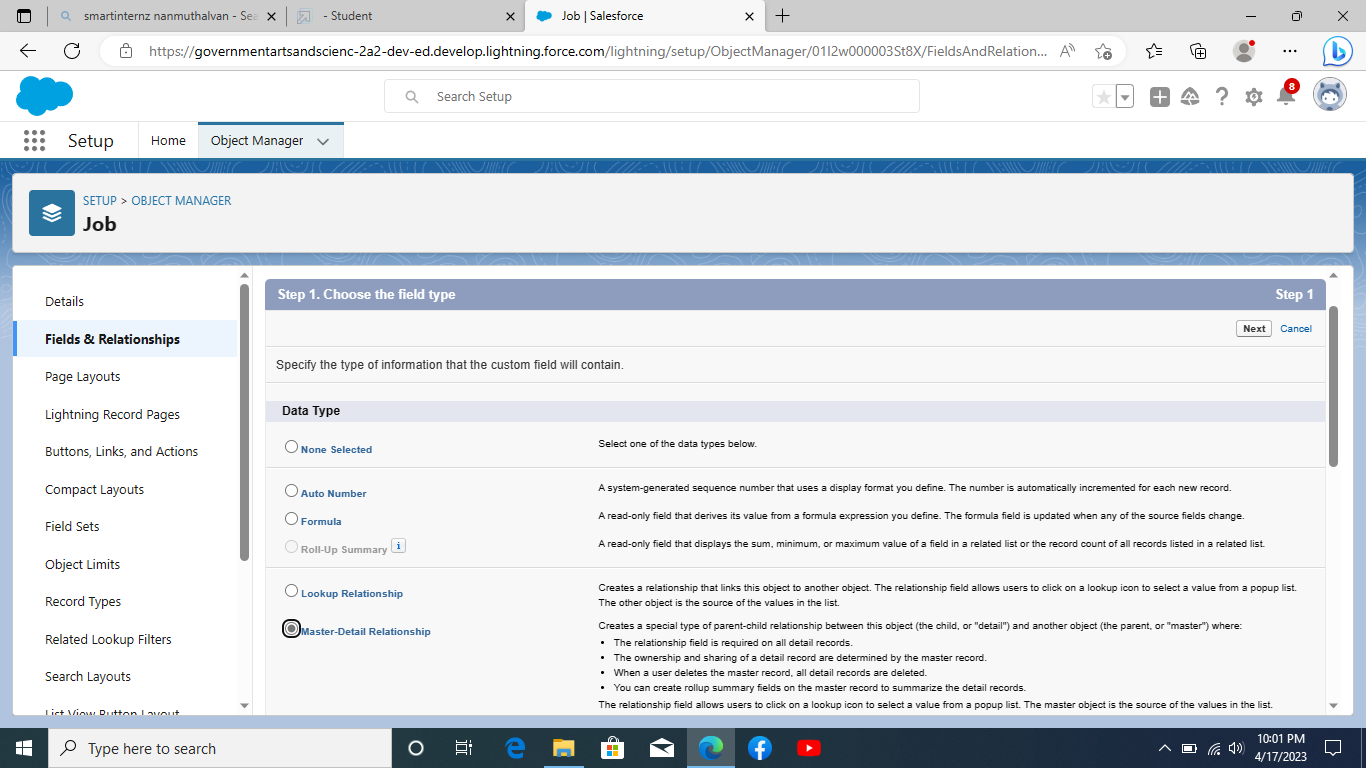 smartinternz nanmuthalvan - Sea
- Student
Job | Salesforce
https://governmentartsandscienc-2a2-dev-ed.develop.lightning.force.com/lightning/setup/ObjectManager/01I2w000003St8X/FieldsAndRelation...
Search Setup
8
Setup
Home
Object Manager
SETUP > OBJECT MANAGER
Job
Details
Fields & Relationships
Page Layouts
Lightning Record Pages
Buttons, Links, and Actions
Compact Layouts
Field Sets
Object Limits
Record Types
Related Lookup Filters
Search Layouts
List View Button Layout
Step 1. Choose the field type
Step 1
Next
Cancel
Specify the type of information that the custom field will contain.
Data Type
None Selected
Select one of the data types below.
Auto Number
A system-generated sequence number that uses a display format you define. The number is automatically incremented for each new record.
Formula
A read-only field that derives its value from a formula expression you define. The formula field is updated when any of the source fields change.
Roll-Up Summary i
A read-only field that displays the sum, minimum, or maximum value of a field in a related list or the record count of all records listed in a related list.
Lookup Relationship
Creates a relationship that links this object to another object. The relationship field allows users to click on a lookup icon to select a value from a popup list.
The other object is the source of the values in the list.
Master-Detail Relationship
Creates a special type of parent-child relationship between this object (the child, or "detail") and another object (the parent, or "master") where:
• The relationship field is required on all detail records.
• The ownership and sharing of a detail record are determined by the master record.
• When a user deletes the master record, all detail records are deleted.
• You can create rollup summary fields on the master record to summarize the detail records.
The relationship field allows users to click on a lookup icon to select a value from a popup list. The master object is the source of the values in the list.
Type here to search
10:01 PM
4/17/2023